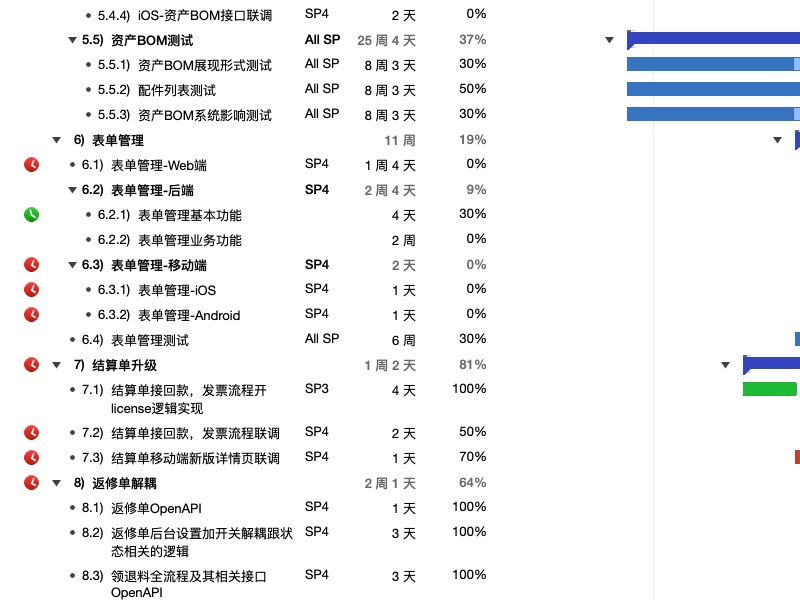 5.4.4) iOS-资产BOM接口联调 SP4 2 天 0%
5.5) 资产BOM测试 All SP 25 周 4 天 37%
5.5.1) 资产BOM展现形式测试 All SP 8 周 3 天 30%
5.5.2) 配件列表测试 All SP 8 周 3 天 50%
5.5.3) 资产BOM系统影响测试 All SP 8 周 3 天 30%
6) 表单管理 11 周 19%
6.1) 表单管理-Web端 SP4 1 周 4 天 0%
6.2) 表单管理-后端 SP4 2 周 4 天 9%
6.2.1) 表单管理基本功能 4 天 30%
6.2.2) 表单管理业务功能 2 周 0%
6.3) 表单管理-移动端 SP4 2 天 0%
6.3.1) 表单管理-iOS SP4 1 天 0%
6.3.2) 表单管理-Android SP4 1 天 0%
6.4) 表单管理测试 All SP 6 周 30%
7) 结算单升级 1 周 2 天 81%
7.1) 结算单接回款，发票流程开 SP3 4 天 100%
license逻辑实现
7.2) 结算单接回款，发票流程联调 SP4 2 天 50%
7.3) 结算单移动端新版详情页联调 SP4 1 天 70%
8) 返修单解耦 2 周 1 天 64%
8.1) 返修单OpenAPI SP4 1 天 100%
8.2) 返修单后台设置加开关解耦跟状 SP4 3 天 100%
态相关的逻辑
8.3) 领退料全流程及其相关接口 SP4 3 天 100%
OpenAPI